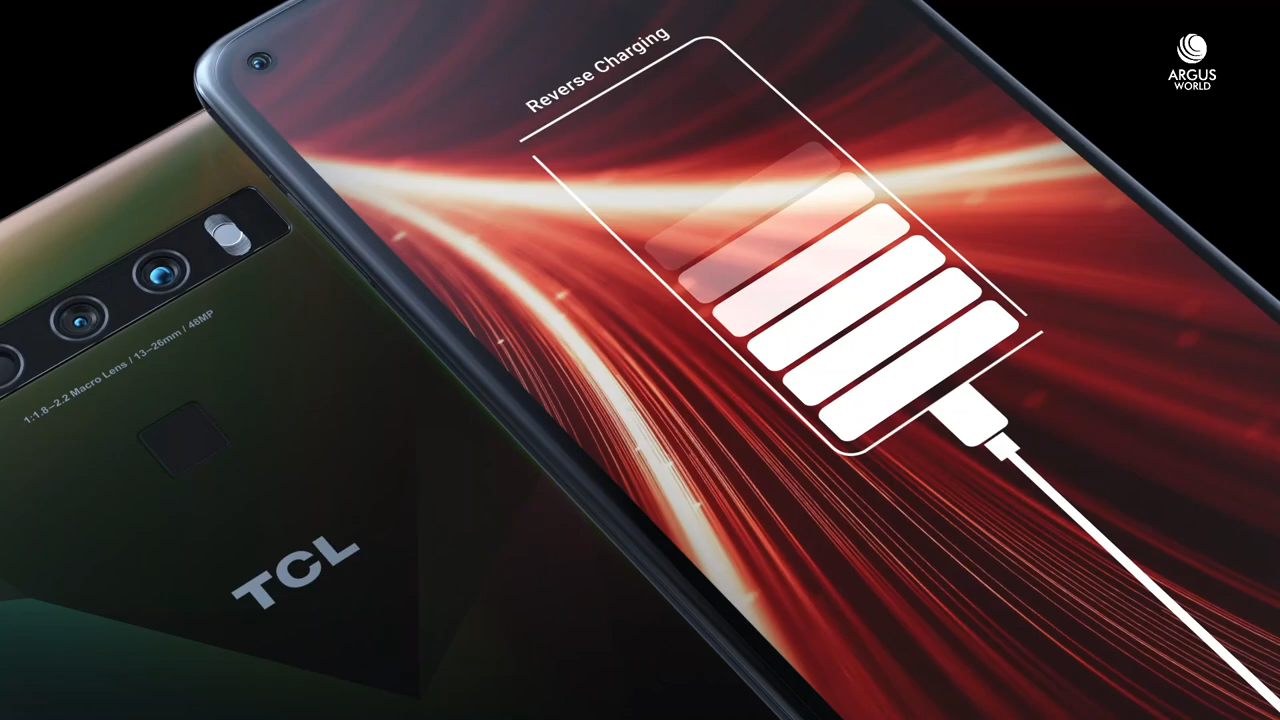 Reverse Charging
ARGUS
WORLD
1:1.8–2.2 Macro Lens / 13–26mm / 48MP
TCL